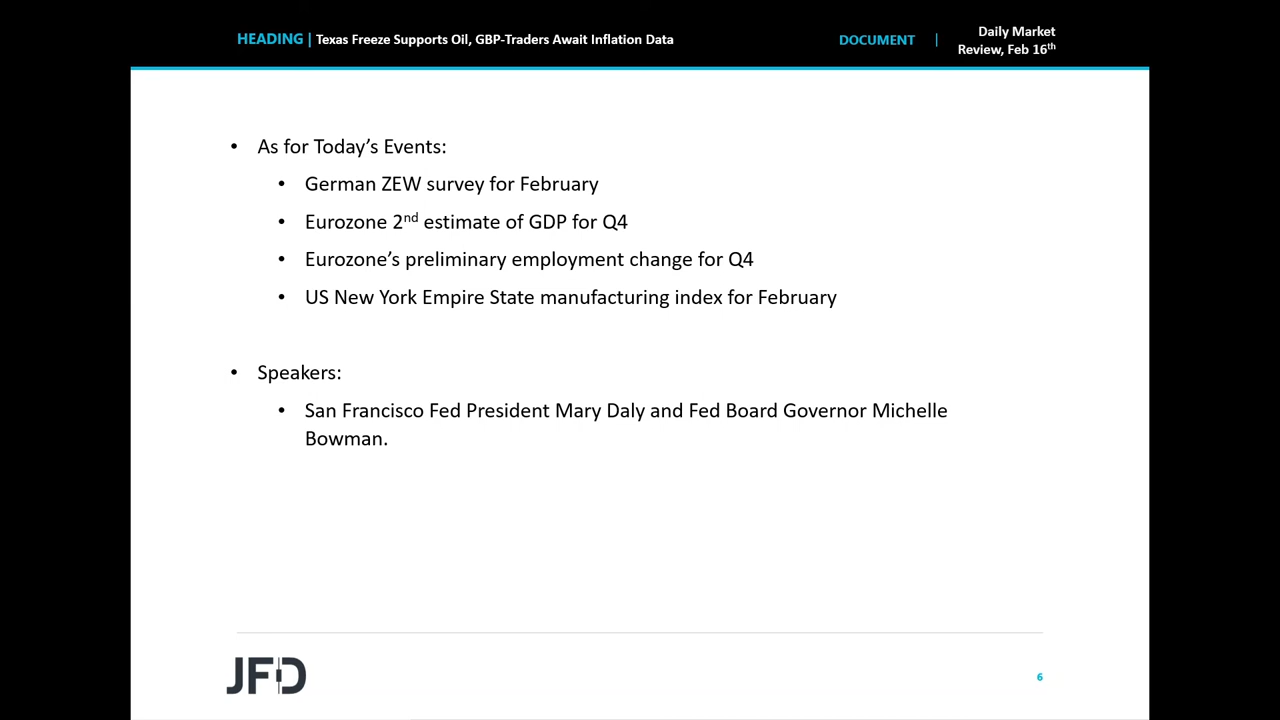 HEADING | Texas Freeze Supports Oil, GBP-Traders Await Inflation Data
DOCUMENT |
Daily Market
Review, Feb 16th
• As for Today’s Events:
• German ZEW survey for February
• Eurozone 2nd estimate of GDP for Q4
• Eurozone’s preliminary employment change for Q4
• US New York Empire State manufacturing index for February
• Speakers:
• San Francisco Fed President Mary Daly and Fed Board Governor Michelle
Bowman.
JFD
6